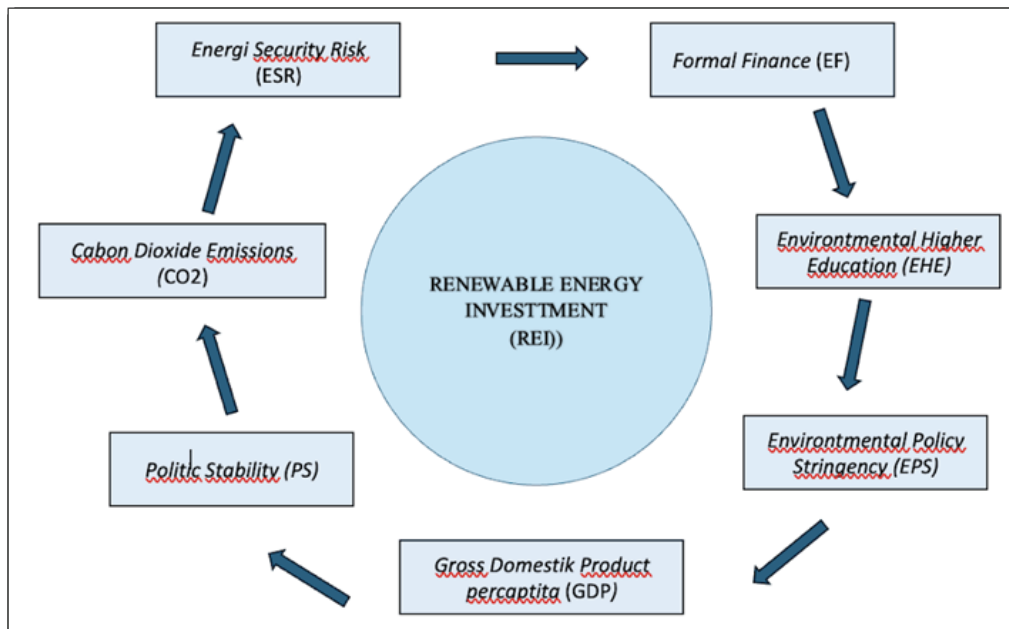 Energi Security Risk
(ESR)
Formal Finance (EF)
Cabon Dioxide Emissions
(CO2)
Environtmental Higher
Education (EHE)
RENEWABLE ENERGY
INVESTTMENT
(REI))
Politic Stability (PS)
Environtmental Policy
Stringency (EPS)
Gross Domestik Product
percaptita (GDP)